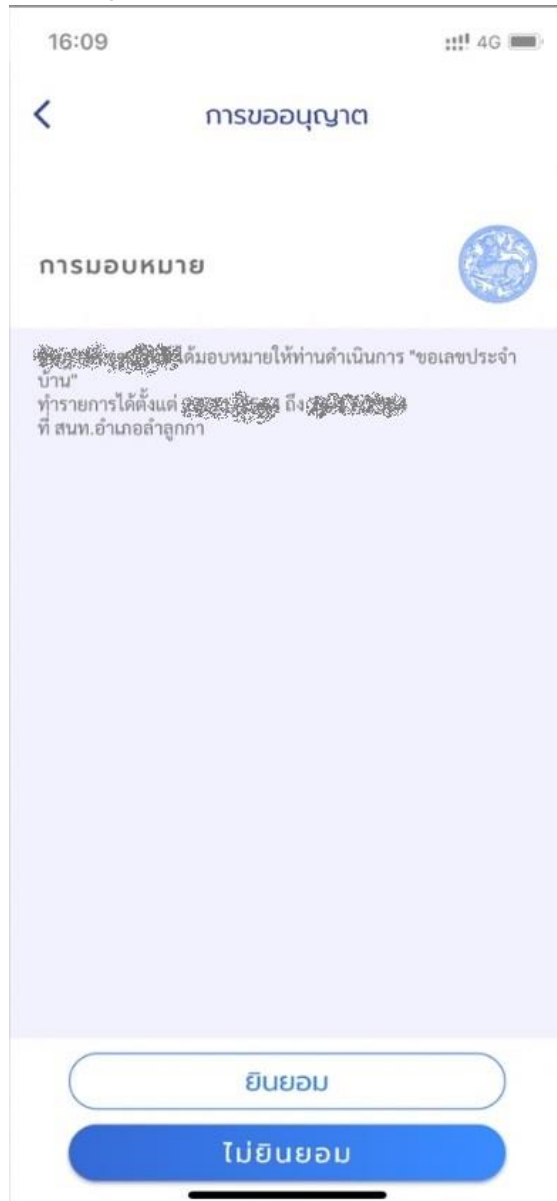 16:09
4G
การขออนุญาต
การมอบหมาย
ได้มอบหมายให้ท่านดำเนินการ "ขอเลขประจำ
บ้าน"
ทำรายการได้ตั้งแต่ ถึง
ที่ สนท.อำเภอลำลูกกา
ยินยอม
ไม่ยินยอม